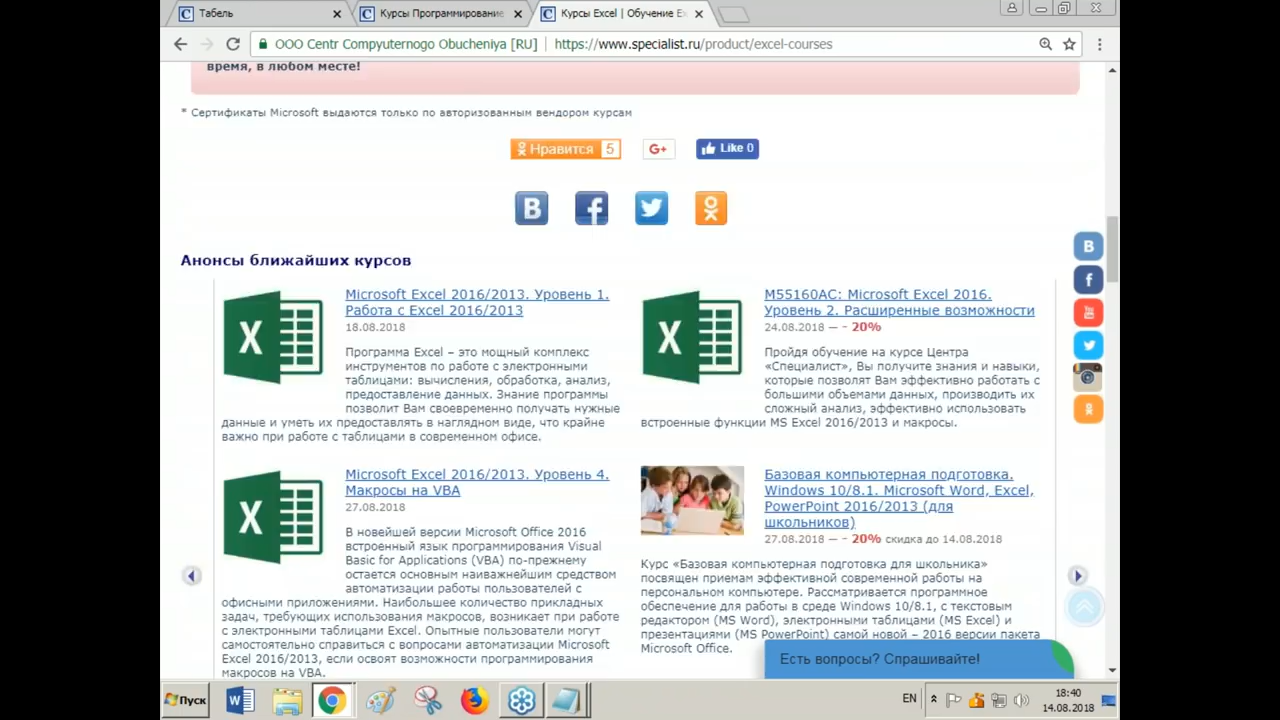 Табель
Курсы Программирование
Курсы Excel | Обучение Ex
ООО Centr Compyuternogo Obucheniya [RU]
https://www.specialist.ru/product/excel-courses
время, в любом месте!
* Сертификаты Microsoft выдаются только по авторизованным вендором курсам
Нравится 5
G+
Like 0
Анонсы ближайших курсов
Microsoft Excel 2016/2013. Уровень 1.
Работа с Excel 2016/2013
18.08.2018
Программа Excel – это мощный комплекс
инструментов по работе с электронными
таблицами: вычисления, обработка, анализ,
предоставление данных. Знание программы
позволит Вам своевременно получать нужные
данные и уметь их предоставлять в наглядном виде, что крайне
важно при работе с таблицами в современном офисе.
M55160AC: Microsoft Excel 2016.
Уровень 2. Расширенные возможности
24.08.2018 — - 20%
Пройдя обучение на курсе Центра
«Специалист», Вы получите знания и навыки,
которые позволят Вам эффективно работать с
большими объемами данных, производить их
сложный анализ, эффективно использовать
встроенные функции MS Excel 2016/2013 и макросы.
Microsoft Excel 2016/2013. Уровень 4.
Макросы на VBA
27.08.2018
В новейшей версии Microsoft Office 2016
встроенный язык программирования Visual
Basic for Applications (VBA) по-прежнему
остается основным наиважнейшим средством
автоматизации работы пользователей с
офисными приложениями. Наибольшее количество прикладных
задач, требующих использования макросов, возникает при работе
с электронными таблицами Excel. Опытные пользователи могут
самостоятельно справиться с вопросами автоматизации Microsoft
Excel 2016/2013, если освоят возможности программирования
макросов на VBA.
Базовая компьютерная подготовка.
Windows 10/8.1. Microsoft Word, Excel,
PowerPoint 2016/2013 (для
школьников)
27.08.2018 — - 20% скидка до 14.08.2018
Курс «Базовая компьютерная подготовка для школьника»
посвящен приемам эффективной современной работы на
персональном компьютере. Рассматривается программное
обеспечение для работы в среде Windows 10/8.1, с текстовым
редактором (MS Word), электронными таблицами (MS Excel) и
презентациями (MS PowerPoint) самой новой – 2016 версии пакета
Microsoft Office.
Есть вопросы? Спрашивайте!
Пуск
EN
18:40
14.08.2018